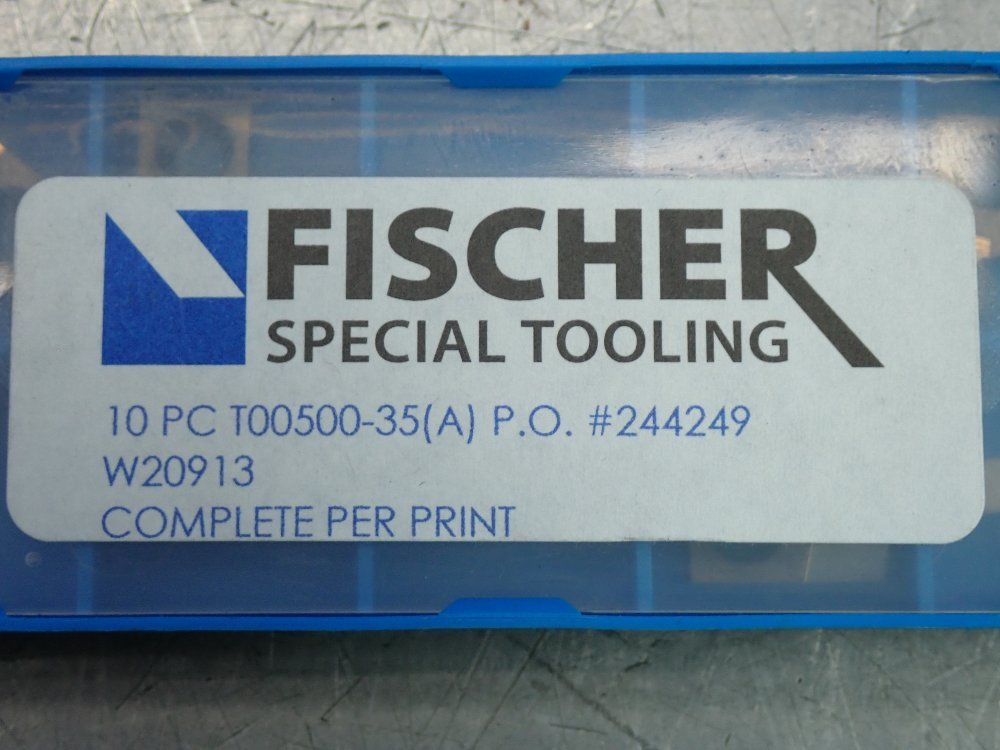 FISCHER
SPECIAL TOOLING
10 PC T00500-35(A) P.O. #244249
W20913
COMPLETE PER PRINT